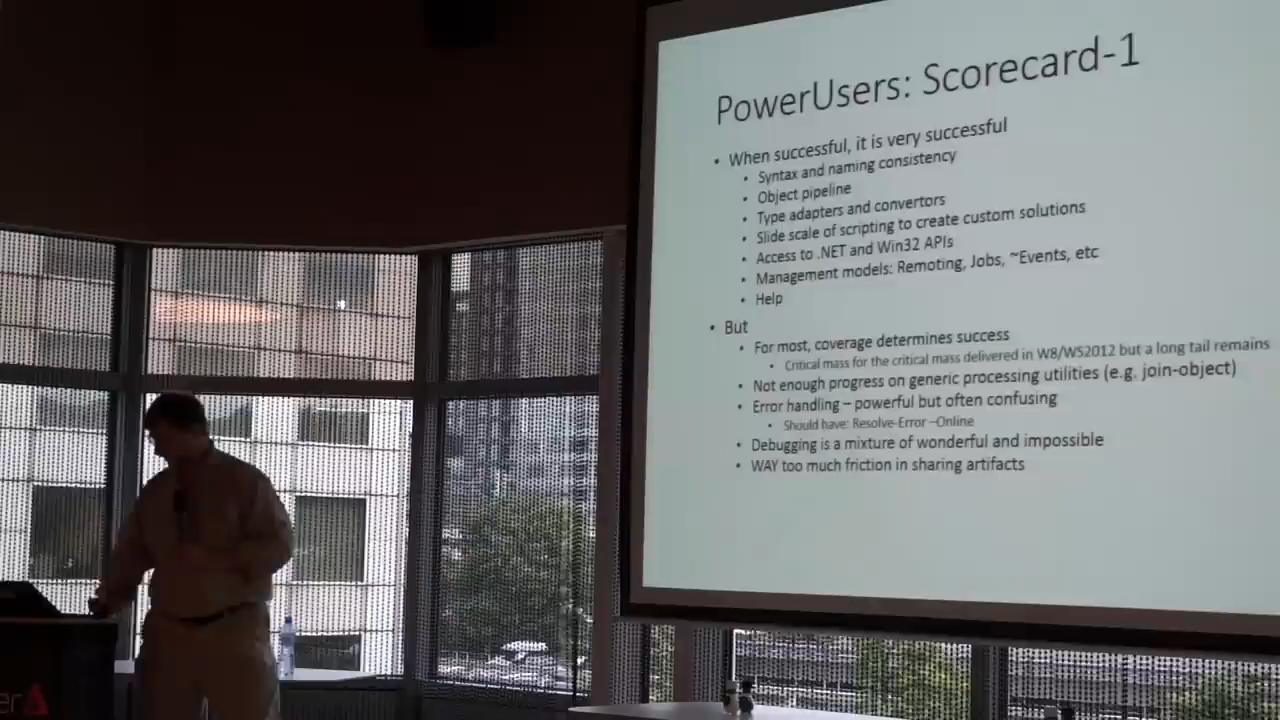 PowerUsers: Scorecard-1
• When successful, it is very successful
• Syntax and naming consistency
• Object pipeline
• Type adapters and convertors
• Slide scale of scripting to create custom solutions
• Access to .NET and Win32 APIs
• Management models: Remoting, Jobs, ~Events, etc
• Help
• But
• For most, coverage determines success
• Critical mass for the critical mass delivered in W8/WS2012 but a long tail remains
• Not enough progress on generic processing utilities (e.g. join-object)
• Error handling – powerful but often confusing
• Should have: Resolve-Error –Online
• Debugging is a mixture of wonderful and impossible
• WAY too much friction in sharing artifacts